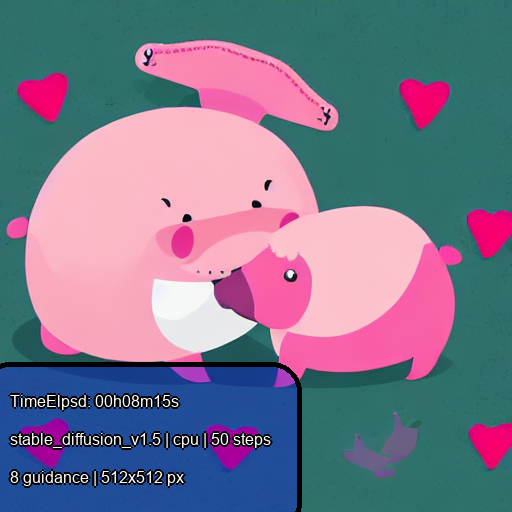 TimeElpsd: 00h08m15s
stable_diffusion_v1.5 | cpu | 50 steps
8 guidance | 512x512 px